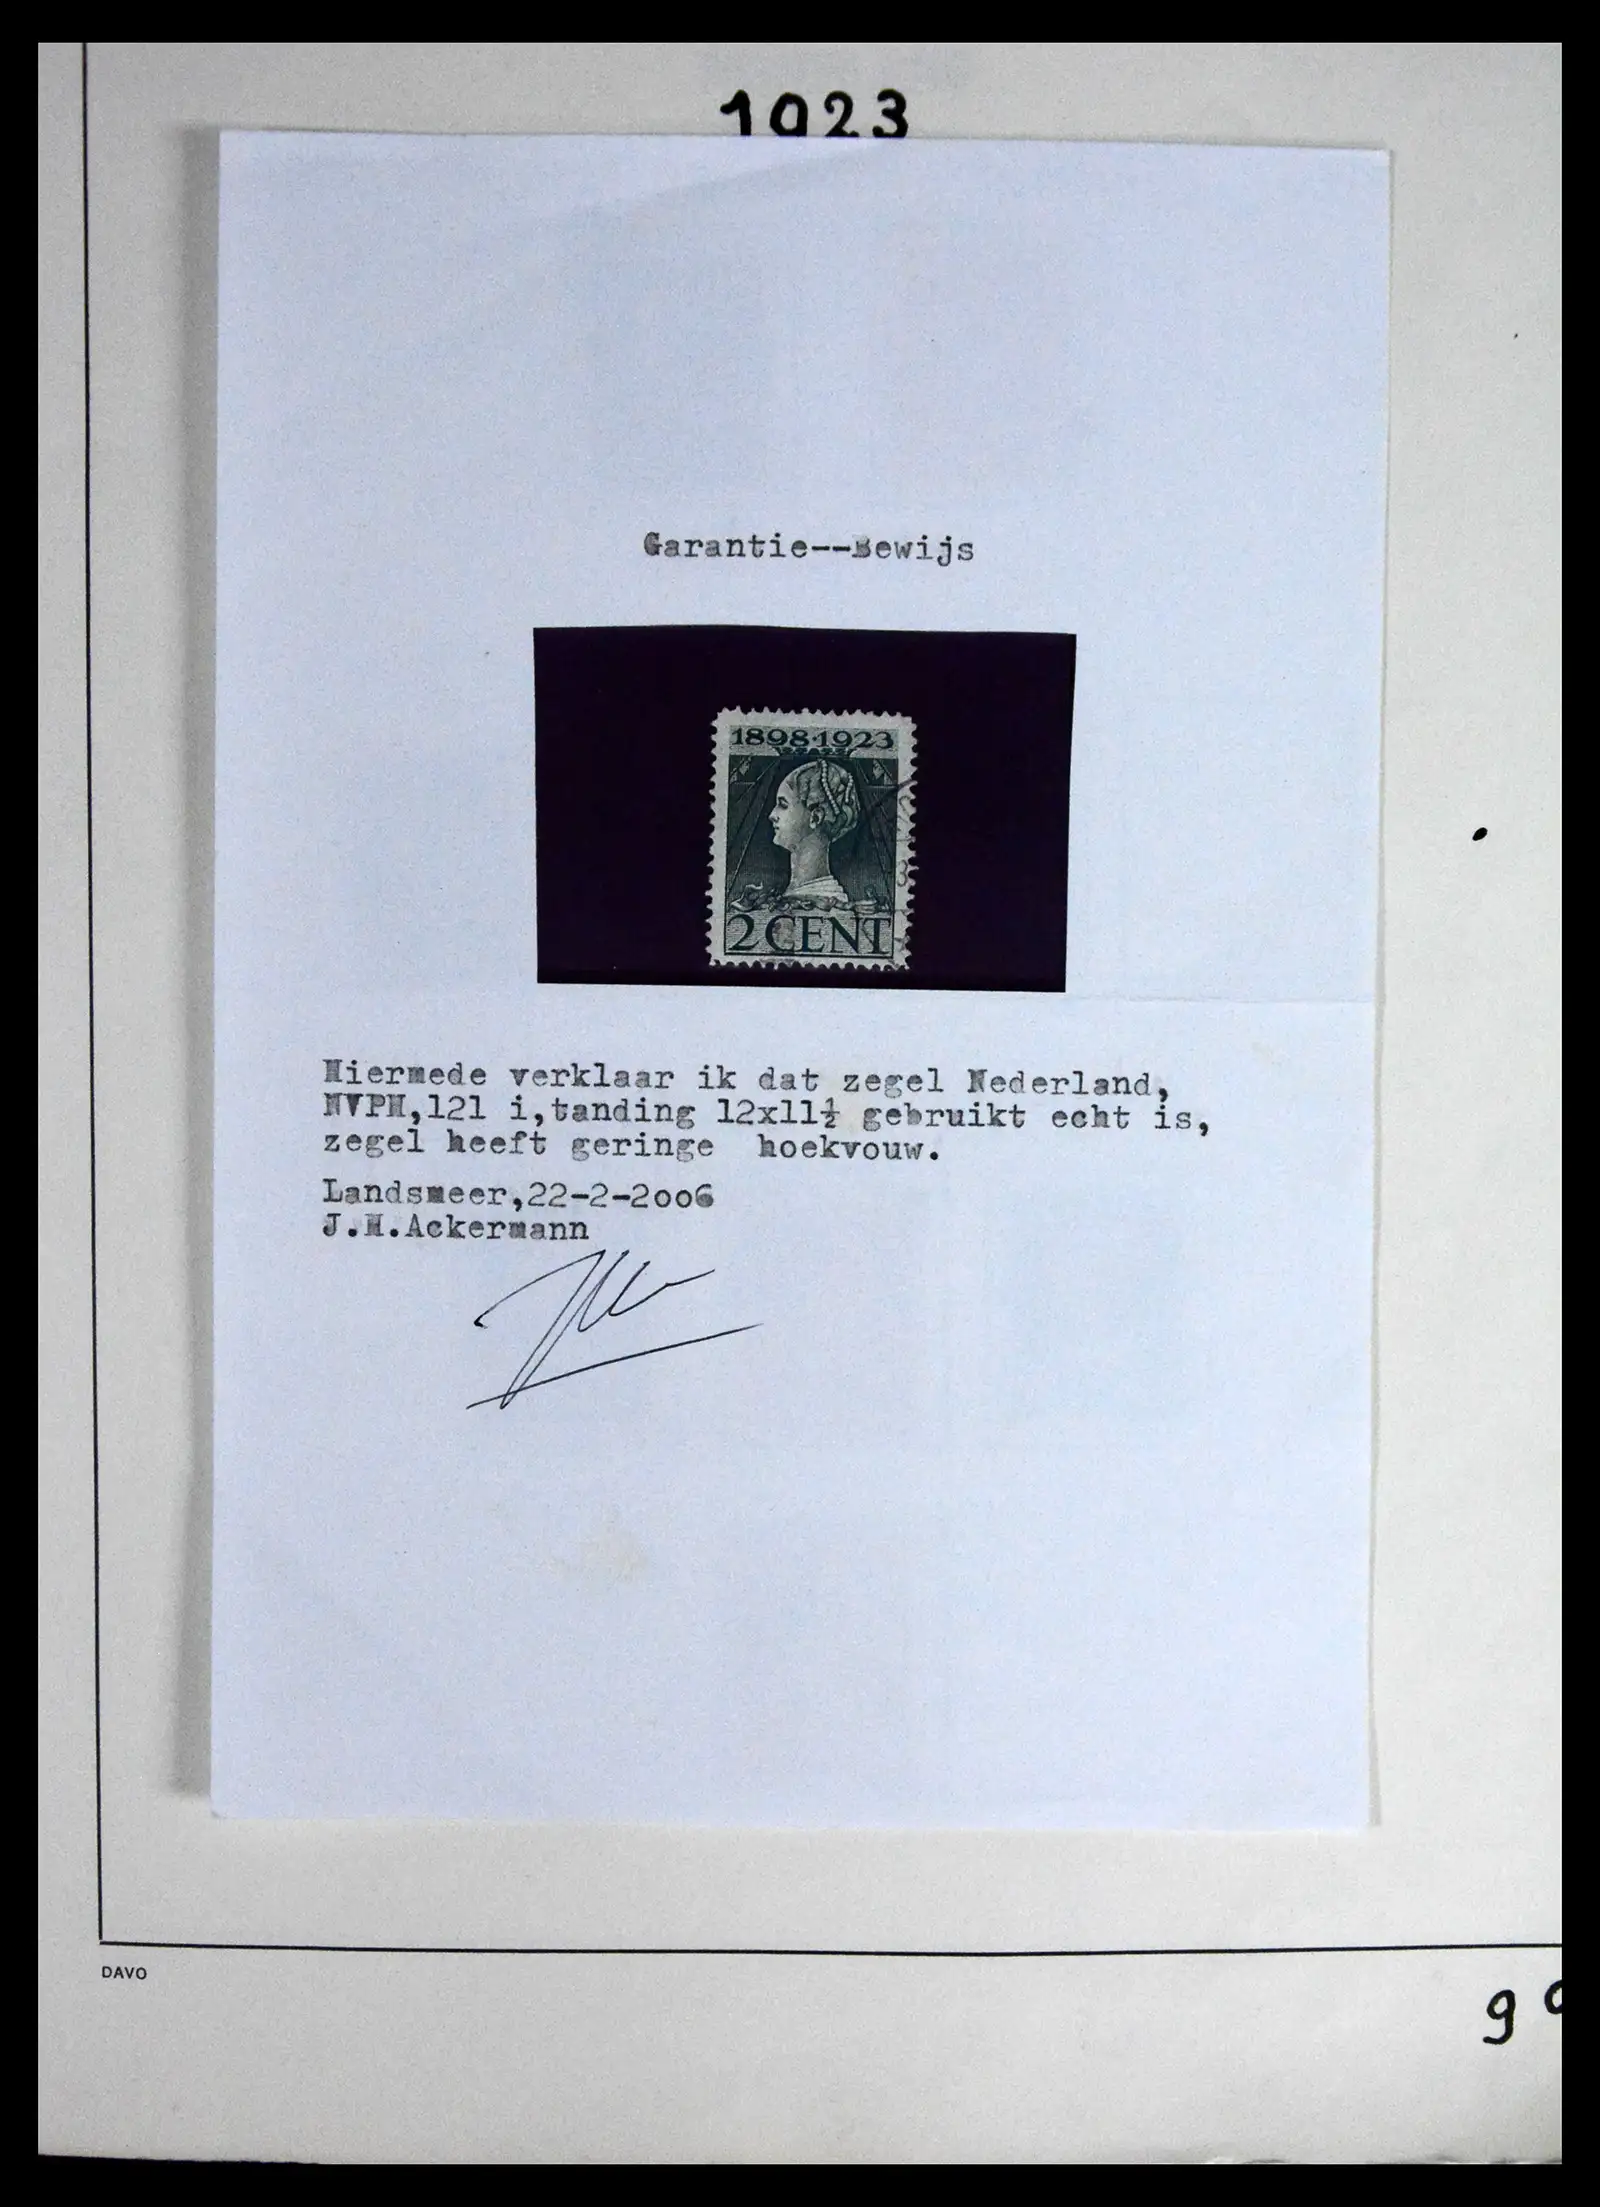 1923
Garantie--Bewijs
1898·1923
2 CENT
Hiermede verklaar ik dat zegel Nederland,
NVPH,121 i,tanding 12x11½ gebruikt echt is,
zegel heeft geringe hoekvouw.
Landsmeer,22-2-2006
J.H.Ackermann
DAVO
9